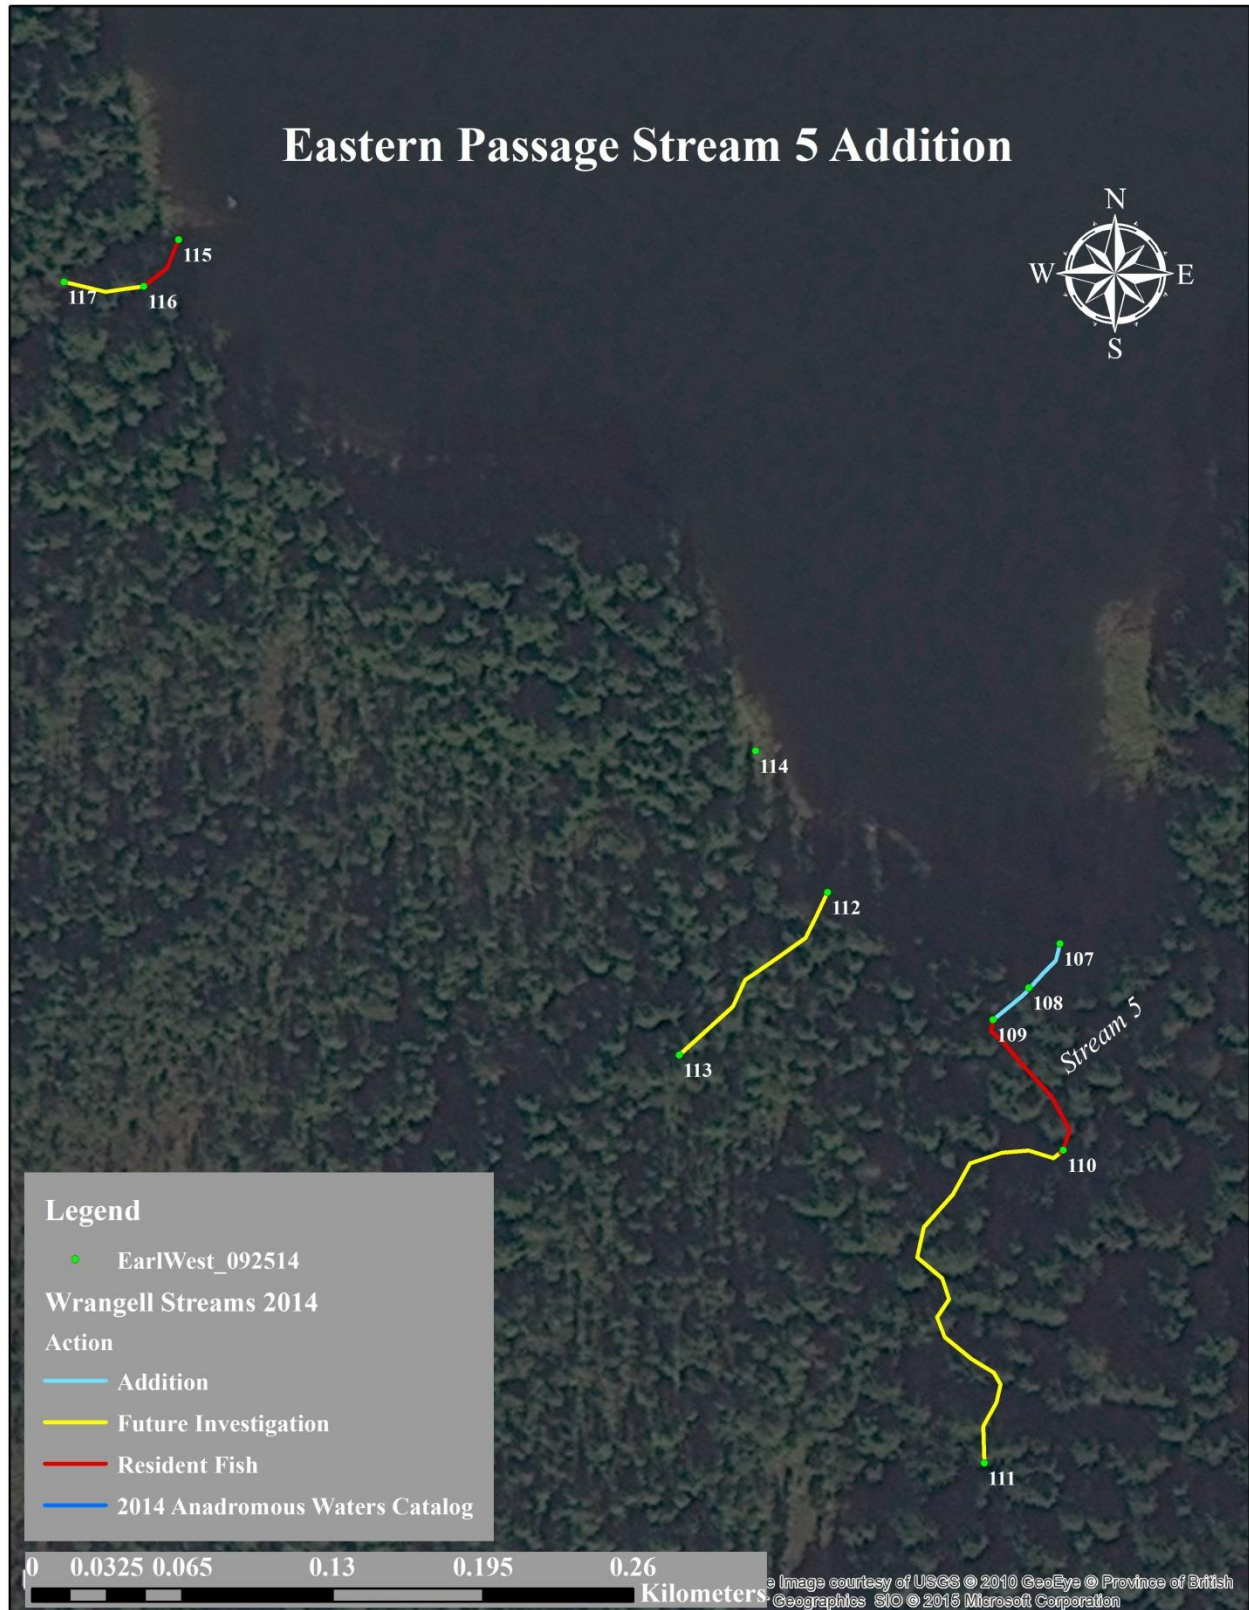 Eastern Passage Stream 5 Addition
N
W E
S
115
117 116
114
112
107
108
109
Stream 5
113
110
111
Legend
EarlWest_092514
Wrangell Streams 2014
Action
Addition
Future Investigation
Resident Fish
2014 Anadromous Waters Catalog
0 0.0325 0.065 0.13 0.195 0.26
Kilometers
e Image courtesy of USGS © 2010 GeoEye © Province of British
Geographics SIO © 2015 Microsoft Corporation